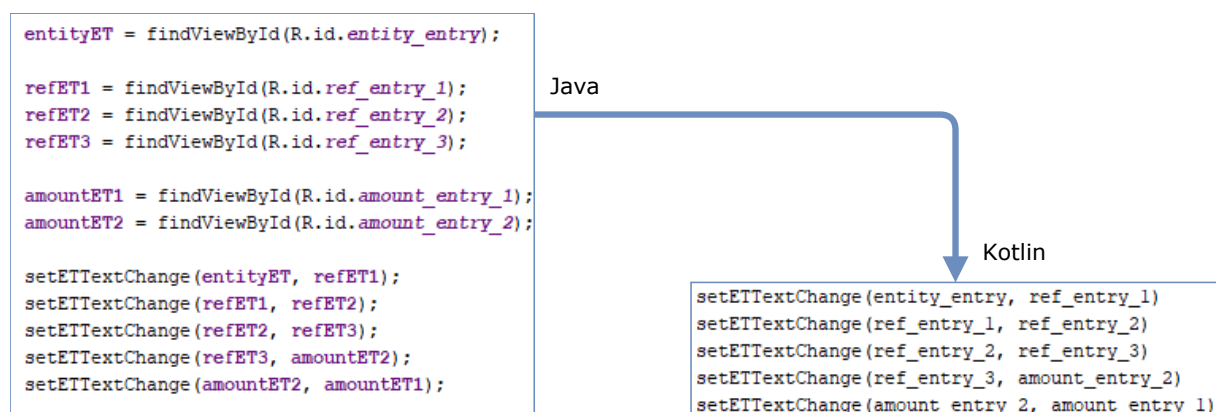 entityET = findViewById(R.id.entity_entry);
refET1 = findViewById(R.id.ref_entry_1);
refET2 = findViewById(R.id.ref_entry_2);
refET3 = findViewById(R.id.ref_entry_3);
amountET1 = findViewById(R.id.amount_entry_1);
amountET2 = findViewById(R.id.amount_entry_2);
setETTextChange(entityET, refET1);
setETTextChange(refET1, refET2);
setETTextChange(refET2, refET3);
setETTextChange(refET3, amountET2);
setETTextChange(amountET2, amountET1);
Java
Kotlin
setETTextChange(entity_entry, ref_entry_1)
setETTextChange(ref_entry_1, ref_entry_2)
setETTextChange(ref_entry_2, ref_entry_3)
setETTextChange(ref_entry_3, amount_entry_2)
setETTextChange(amount_entry_2, amount_entry_1)